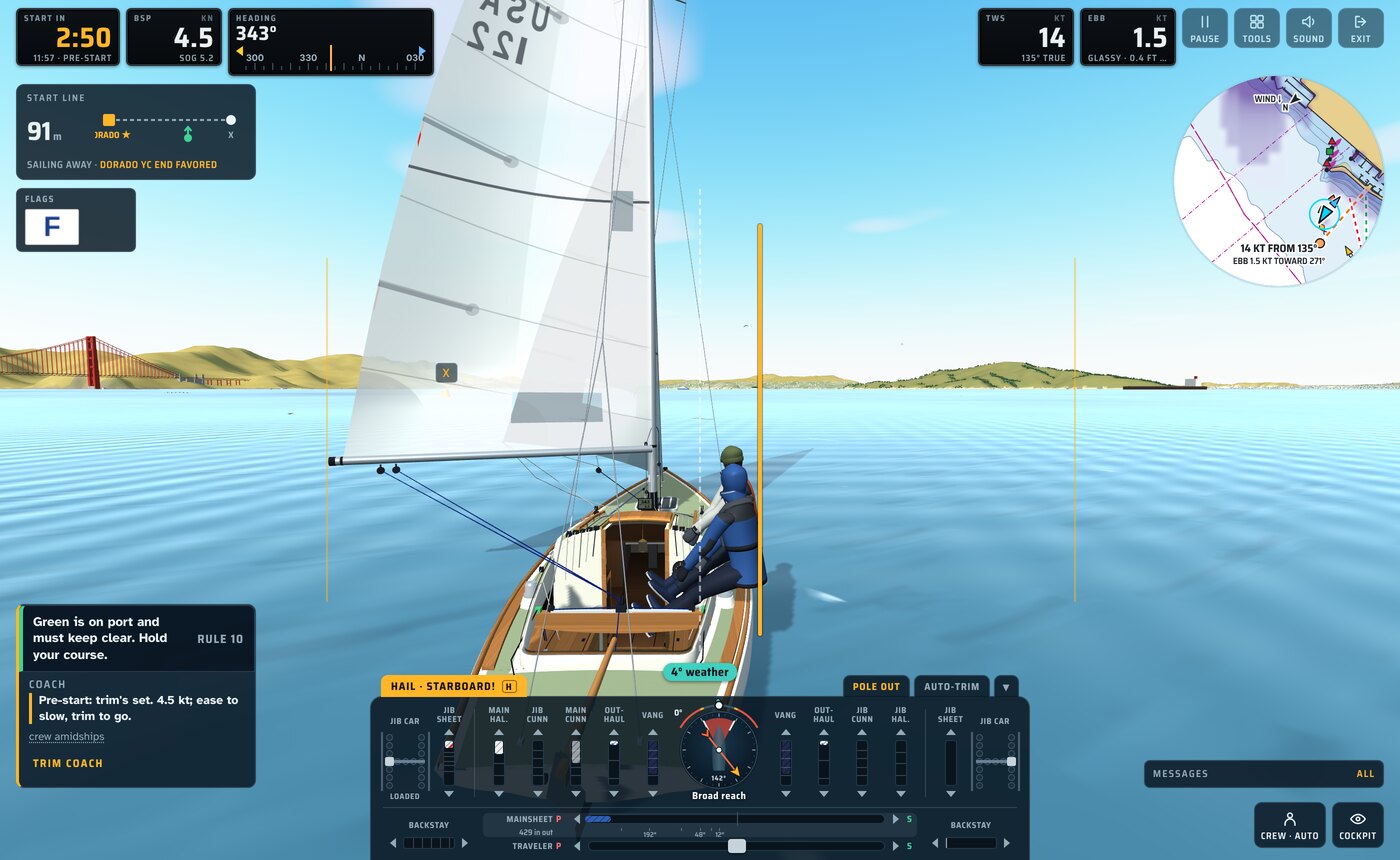 START IN
2:50
11:57 · PRE-START
BSP KN
4.5
SOG 5.2
HEADING
343°
300 330 N 030
TWS KT
14
135° TRUE
EBB KT
1.5
GLASSY · 0.4 FT ...
PAUSE
TOOLS
SOUND
EXIT
USA
122
START LINE
91 m
DORADO ★
X
SAILING AWAY · DORADO YC END FAVORED
FLAGS
F
WIND
N
14 KT FROM 135°
EBB 1.5 KT TOWARD 271°
X
Green is on port and
must keep clear. Hold
your course.
RULE 10
COACH
Pre-start: trim's set. 4.5 kt; ease to
slow, trim to go.
crew amidships
TRIM COACH
4° weather
HAIL · STARBOARD! H
POLE OUT
AUTO-TRIM
▼
JIB CAR
LOADED
JIB SHEET
MAIN HAL.
JIB CUNN
MAIN CUNN
OUT-HAUL
VANG
0°
142°
Broad reach
VANG
OUT-HAUL
JIB CUNN
JIB HAL.
JIB SHEET
JIB CAR
BACKSTAY
MAINSHEET P
S
429 in out
192" 48" 12"
TRAVELER P
S
BACKSTAY
MESSAGES
ALL
CREW · AUTO
COCKPIT